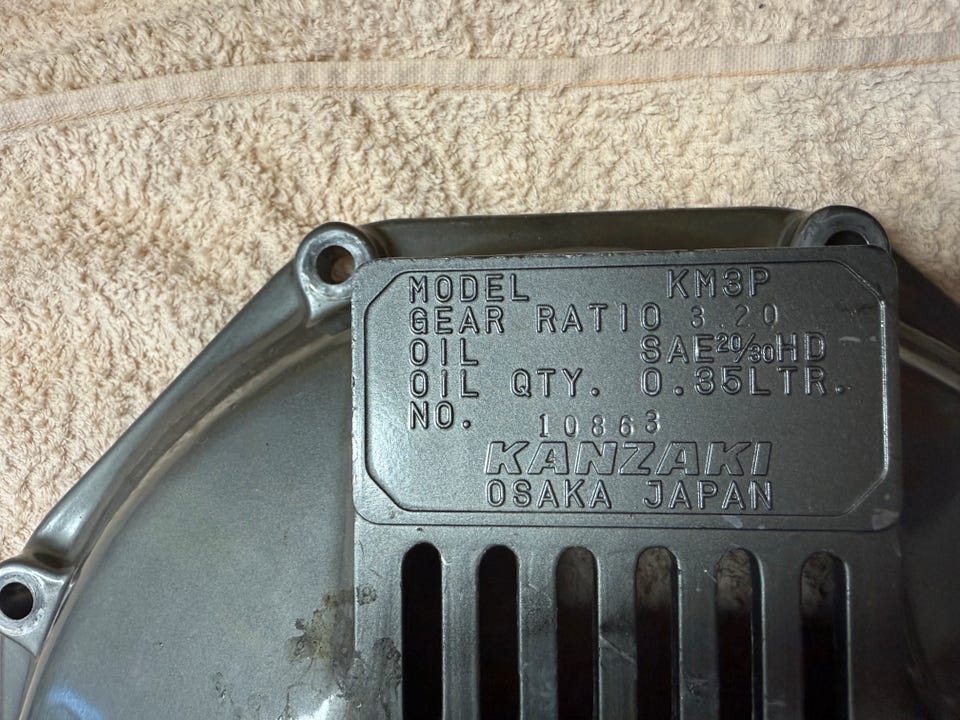 MODEL KM3P
GEAR RATIO 3.20
OIL SAE20/30HD
OIL QTY. 0.35LTR.
NO. 10863
KANZAKI
OSAKA JAPAN